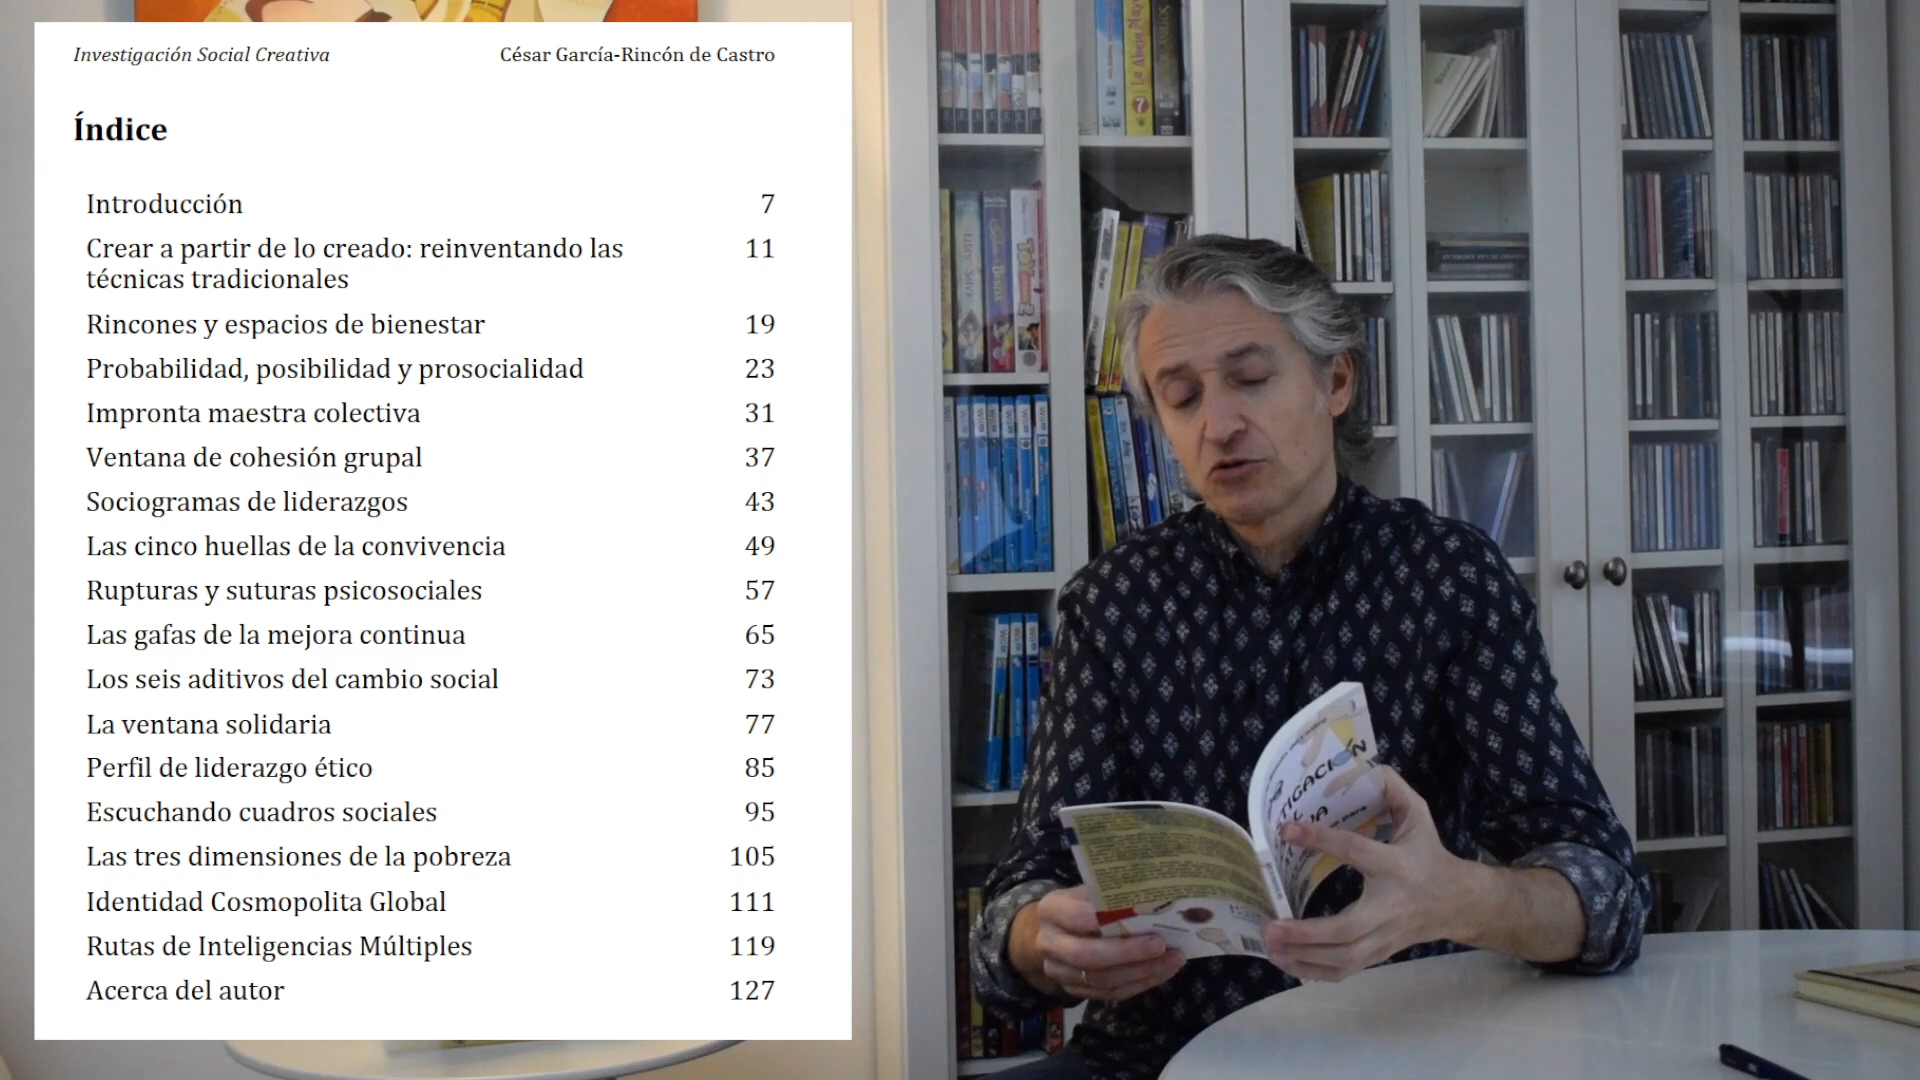 Investigación Social Creativa
César García-Rincón de Castro
Índice
Introducción 7
Crear a partir de lo creado: reinventando las 11
técnicas tradicionales
Rincones y espacios de bienestar 19
Probabilidad, posibilidad y prosocialidad 23
Impronta maestra colectiva 31
Ventana de cohesión grupal 37
Sociogramas de liderazgos 43
Las cinco huellas de la convivencia 49
Rupturas y suturas psicosociales 57
Las gafas de la mejora continua 65
Los seis aditivos del cambio social 73
La ventana solidaria 77
Perfil de liderazgo ético 85
Escuchando cuadros sociales 95
Las tres dimensiones de la pobreza 105
Identidad Cosmopolita Global 111
Rutas de Inteligencias Múltiples 119
Acerca del autor 127
La Abeja Maya
7